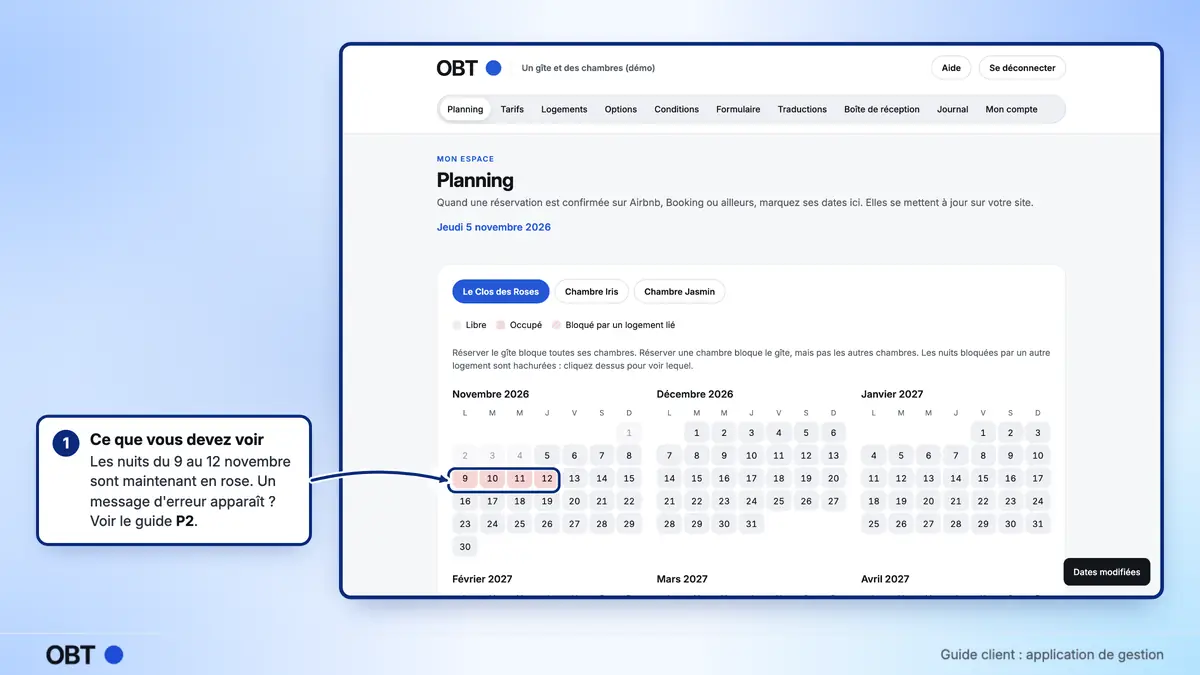 OBT
Un gîte et des chambres (démo)
Aide
Se déconnecter
Planning Tarifs Logements Options Conditions Formulaire Traductions Boîte de réception Journal Mon compte
MON ESPACE
Planning
Quand une réservation est confirmée sur Airbnb, Booking ou ailleurs, marquez ses dates ici. Elles se mettent à jour sur votre site.
Jeudi 5 novembre 2026
Le Clos des Roses Chambre Iris Chambre Jasmin
Libre Occupé Bloqué par un logement lié
Réserver le gîte bloque toutes ses chambres. Réserver une chambre bloque le gîte, mais pas les autres chambres. Les nuits bloquées par un autre
logement sont hachurées : cliquez dessus pour voir lequel.
Novembre 2026
L M M J V S D
1
2 3 4 5 6 7 8
9 10 11 12 13 14 15
16 17 18 19 20 21 22
23 24 25 26 27 28 29
30
Décembre 2026
L M M J V S D
1 2 3 4 5 6
7 8 9 10 11 12 13
14 15 16 17 18 19 20
21 22 23 24 25 26 27
28 29 30 31
Janvier 2027
L M M J V S D
1 2 3
4 5 6 7 8 9 10
11 12 13 14 15 16 17
18 19 20 21 22 23 24
25 26 27 28 29 30 31
Février 2027
Mars 2027
Avril 2027
Dates modifiées
1 Ce que vous devez voir
Les nuits du 9 au 12 novembre
sont maintenant en rose. Un
message d'erreur apparaît ?
Voir le guide P2.
OBT
Guide client : application de gestion